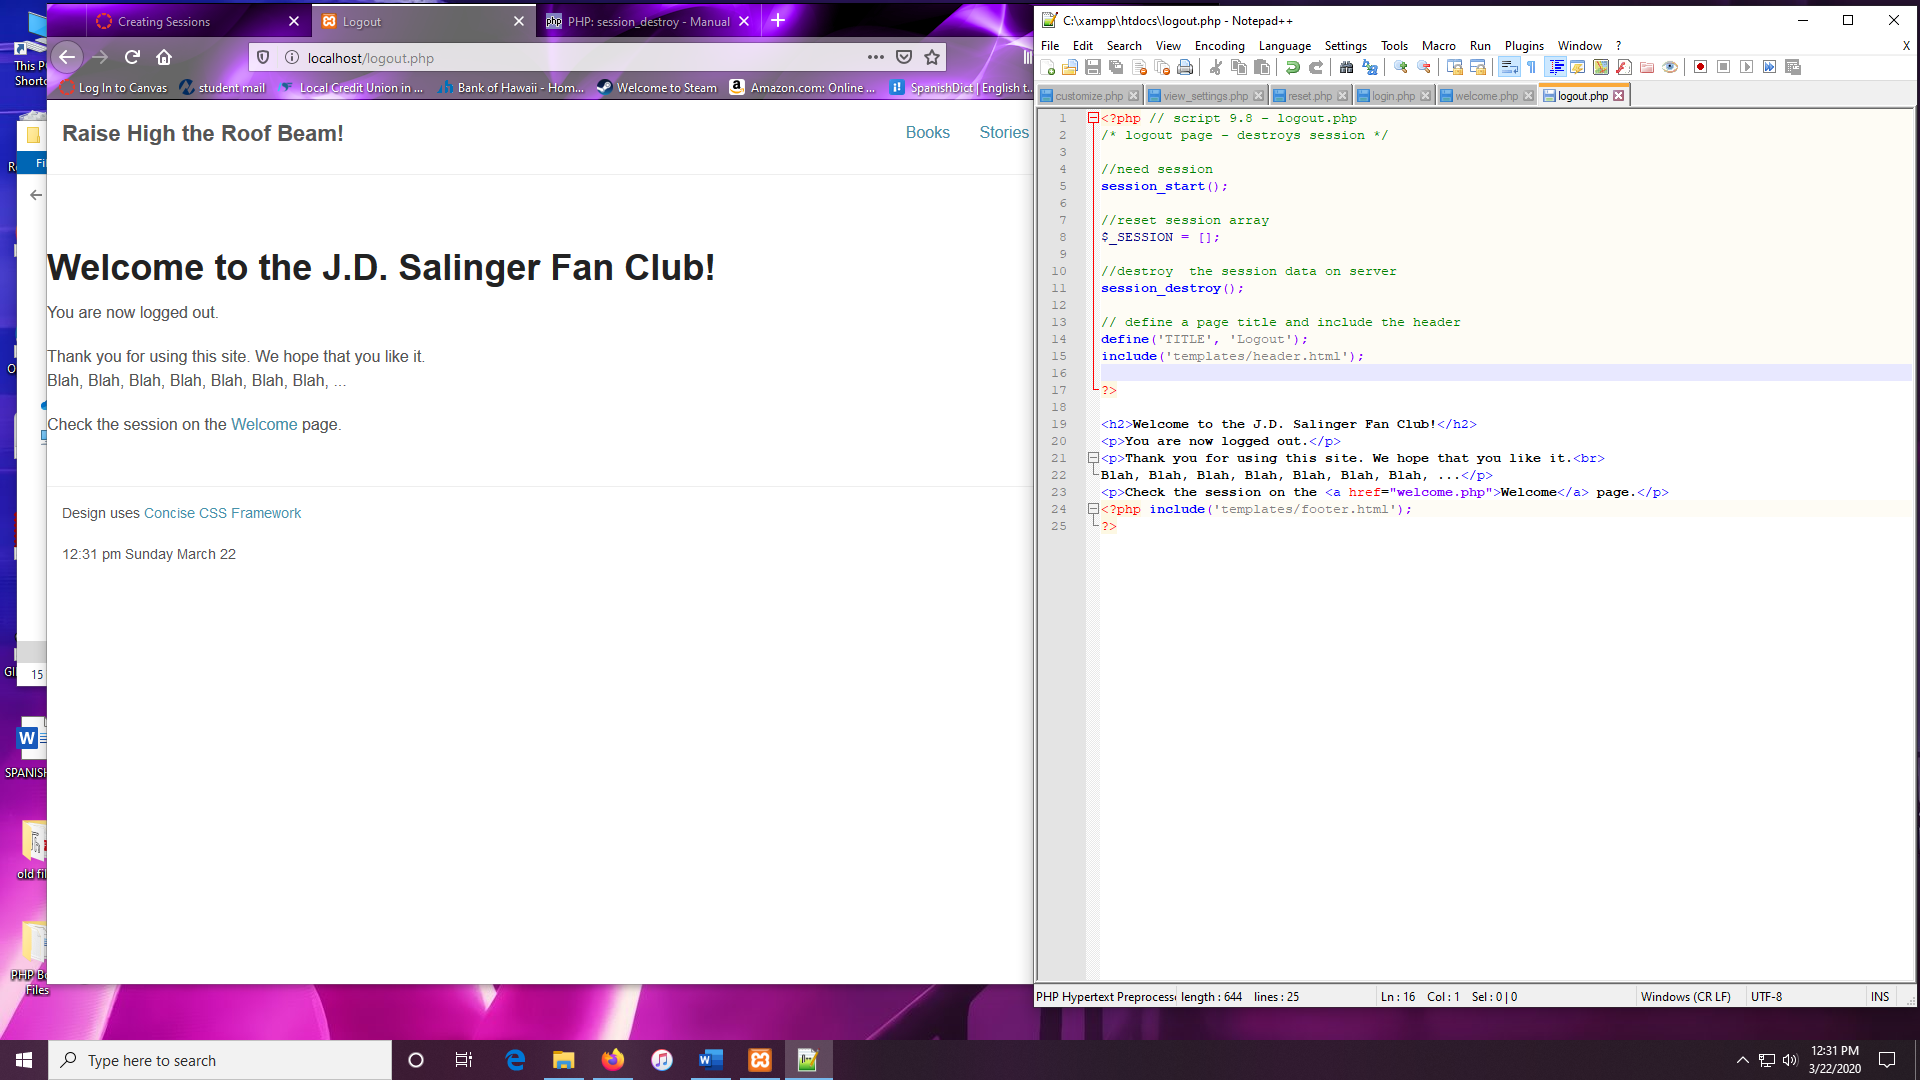 This P
Shortc
Creating Sessions
Logout
PHP: session_destroy - Manual
localhost/logout.php
Log In to Canvas
student mail
Local Credit Union in ...
Bank of Hawaii - Hom...
Welcome to Steam
Amazon.com: Online ...
SpanishDict | English t...
Raise High the Roof Beam!
Books
Stories
Welcome to the J.D. Salinger Fan Club!
You are now logged out.
Thank you for using this site. We hope that you like it.
Blah, Blah, Blah, Blah, Blah, Blah, Blah, ...
Check the session on the Welcome page.
Design uses Concise CSS Framework
12:31 pm Sunday March 22
Fi
15
SPANISH
old fil
PHP Bo
Files
C:\xampp\htdocs\logout.php - Notepad++
File Edit Search View Encoding Language Settings Tools Macro Run Plugins Window ? X
customize.php
view_settings.php
reset.php
login.php
welcome.php
logout.php
1 <?php // script 9.8 - logout.php
2 /* logout page - destroys session */
3
4 //need session
5 session_start();
6
7 //reset session array
8 $_SESSION = [];
9
10 //destroy  the session data on server
11 session_destroy();
12
13 // define a page title and include the header
14 define('TITLE', 'Logout');
15 include('templates/header.html');
16
17 ?>
18
19 <h2>Welcome to the J.D. Salinger Fan Club!</h2>
20 <p>You are now logged out.</p>
21 <p>Thank you for using this site. We hope that you like it.<br>
22 Blah, Blah, Blah, Blah, Blah, Blah, Blah, ...</p>
23 <p>Check the session on the <a href="welcome.php">Welcome</a> page.</p>
24 <?php include('templates/footer.html');
25 ?>
PHP Hypertext Preprocess length : 644 lines : 25 Ln : 16 Col : 1 Sel : 0 | 0 Windows (CR LF) UTF-8 INS
Type here to search
12:31 PM
3/22/2020